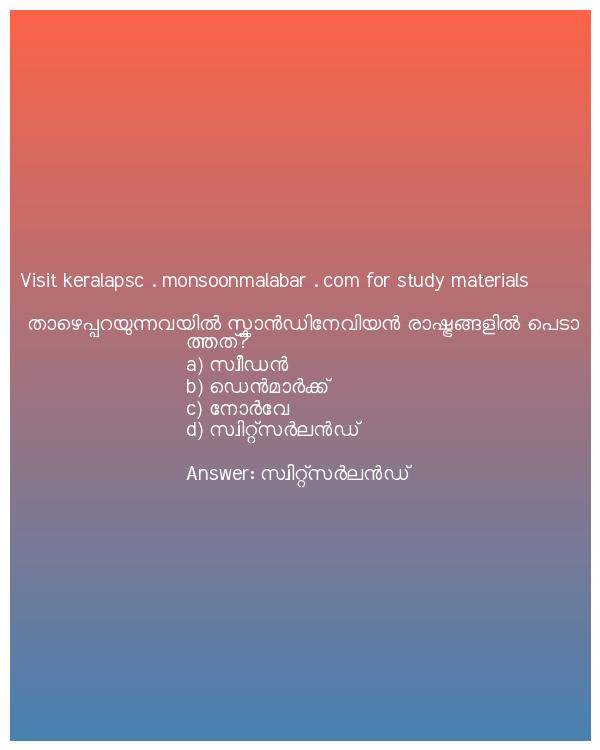 Visit keralapsc . monsoonmalabar . com for study materials
താഴെപ്പറയുന്നവയിൽ സ്കാൻഡിനേവിയൻ രാഷ്ട്രങ്ങളിൽ പെടാ
ത്തത്?
a) സ്വീഡൻ
b) ഡെൻമാർക്ക്
c) നോർവേ
d) സ്വിറ്റ്സർലൻഡ്
Answer: സ്വിറ്റ്സർലൻഡ്